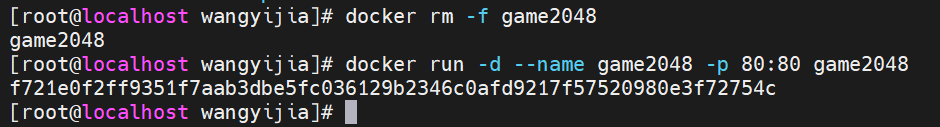 [root@localhost wangyijia]# docker rm -f game2048
game2048
[root@localhost wangyijia]# docker run -d --name game2048 -p 80:80 game2048
f721e0f2ff9351f7aab3dbe5fc036129b2346c0afd9217f57520980e3f72754c
[root@localhost wangyijia]#